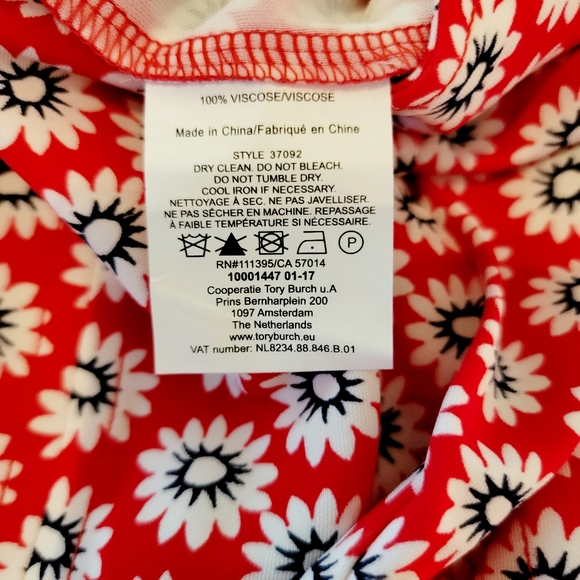 100% VISCOSE/VISCOSE
Made in China/Fabriqué en Chine
STYLE 37092
DRY CLEAN. DO NOT BLEACH.
DO NOT TUMBLE DRY.
COOL IRON IF NECESSARY.
NETTOYAGE À SEC. NE PAS JAVELLISER.
NE PAS SÉCHER EN MACHINE. REPASSAGE
À FAIBLE TEMPÉRATURE SI NÉCESSAIRE.
P
RN#111395/CA 57014
10001447 01-17
Cooperatie Tory Burch u.A
Prins Bernharplein 200
1097 Amsterdam
The Netherlands
www.toryburch.eu
VAT number: NL8234.88.846.B.01